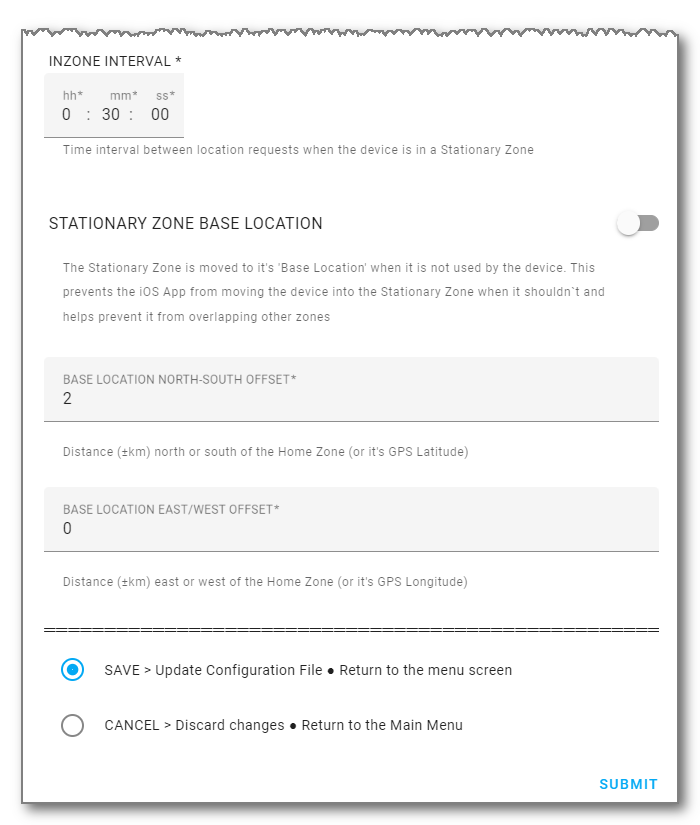 INZONE INTERVAL *
hh* mm* ss*
0 : 30 : 00
Time interval between location requests when the device is in a Stationary Zone
STATIONARY ZONE BASE LOCATION
The Stationary Zone is moved to it's 'Base Location' when it is not used by the device. This
prevents the iOS App from moving the device into the Stationary Zone when it shouldn`t and
helps prevent it from overlapping other zones
BASE LOCATION NORTH-SOUTH OFFSET*
2
Distance (±km) north or south of the Home Zone (or it's GPS Latitude)
BASE LOCATION EAST/WEST OFFSET*
0
Distance (±km) east or west of the Home Zone (or it's GPS Longitude)
SAVE > Update Configuration File ● Return to the menu screen
CANCEL > Discard changes ● Return to the Main Menu
SUBMIT